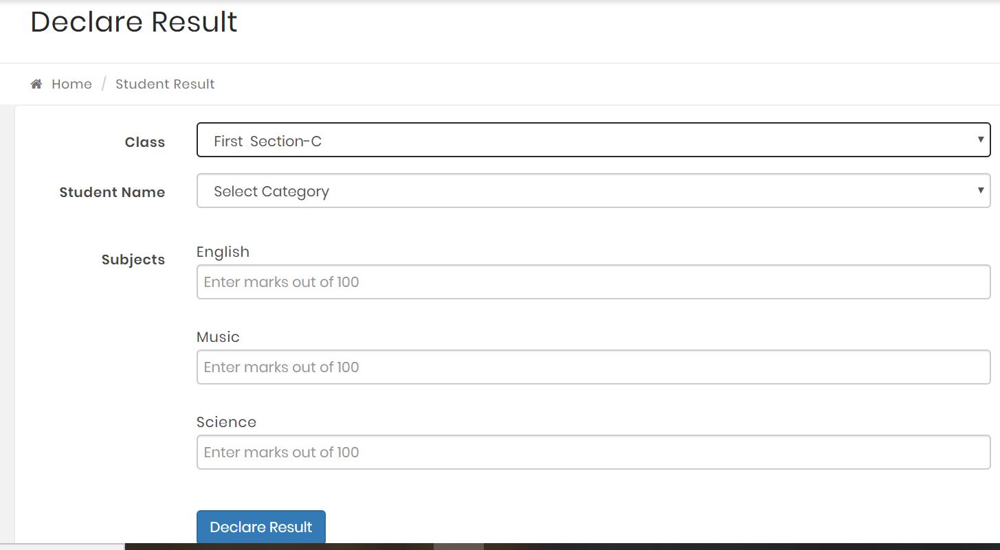 Declare Result
Home / Student Result
Class First Section-C
Student Name Select Category
Subjects
English
Enter marks out of 100
Music
Enter marks out of 100
Science
Enter marks out of 100
Declare Result